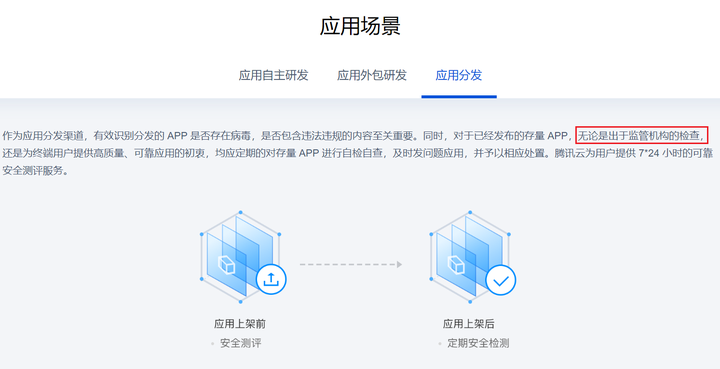 应用场景
应用自主研发 应用外包研发 应用分发
作为应用分发渠道，有效识别分发的 APP 是否存在病毒，是否包含违法违规的内容至关重要。同时，对于已经发布的存量 APP，无论是出于监管机构的检查，
还是为终端用户提供高质量、可靠应用的初衷，均应定期的对存量 APP 进行自检自查，及时发问题应用，并予以相应处置。腾讯云为用户提供 7*24 小时的可靠
安全测评服务。
应用上架前 应用上架后
安全测评 定期安全检测